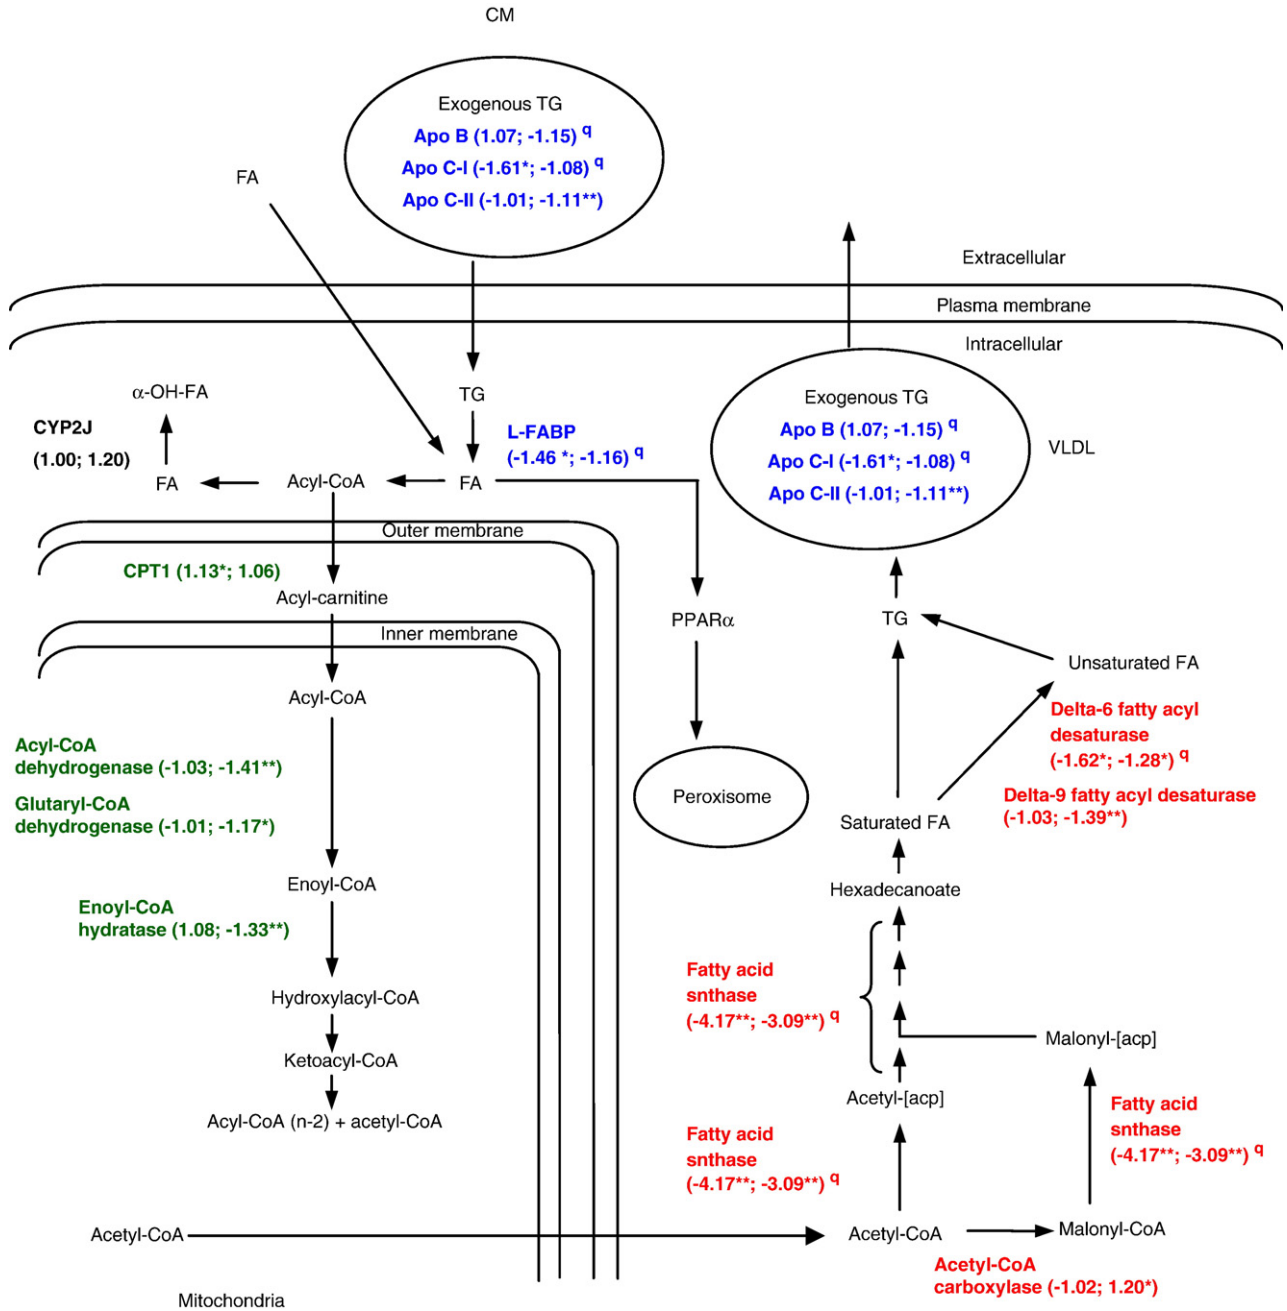 CM
Exogenous TG
Apo B (1.07; -1.15) q
Apo C-I (-1.61*; -1.08) q
Apo C-II (-1.01; -1.11**)
FA
Extracellular
Plasma membrane
Intracellular
α-OH-FA
CYP2J
(1.00; 1.20)
FA
Acyl-CoA
TG
FA
L-FABP
(-1.46 *; -1.16) q
Exogenous TG
Apo B (1.07; -1.15) q
Apo C-I (-1.61*; -1.08) q
Apo C-II (-1.01; -1.11**)
VLDL
Outer membrane
CPT1 (1.13*; 1.06)
Acyl-carnitine
Inner membrane
Acyl-CoA
PPARα
TG
Unsaturated FA
Delta-6 fatty acyl
desaturase
(-1.62*; -1.28*) q
Delta-9 fatty acyl desaturase
(-1.03; -1.39**)
Acyl-CoA
dehydrogenase (-1.03; -1.41**)
Glutaryl-CoA
dehydrogenase (-1.01; -1.17*)
Peroxisome
Saturated FA
Enoyl-CoA
Hexadecanoate
Enoyl-CoA
hydratase (1.08; -1.33**)
Fatty acid
snthase
(-4.17**; -3.09**) q
Hydroxylacyl-CoA
Ketoacyl-CoA
Acyl-CoA (n-2) + acetyl-CoA
Malonyl-[acp]
Acetyl-[acp]
Fatty acid
snthase
(-4.17**; -3.09**) q
Fatty acid
snthase
(-4.17**; -3.09**) q
Acetyl-CoA
Acetyl-CoA
Malonyl-CoA
Acetyl-CoA
carboxylase (-1.02; 1.20*)
Mitochondria